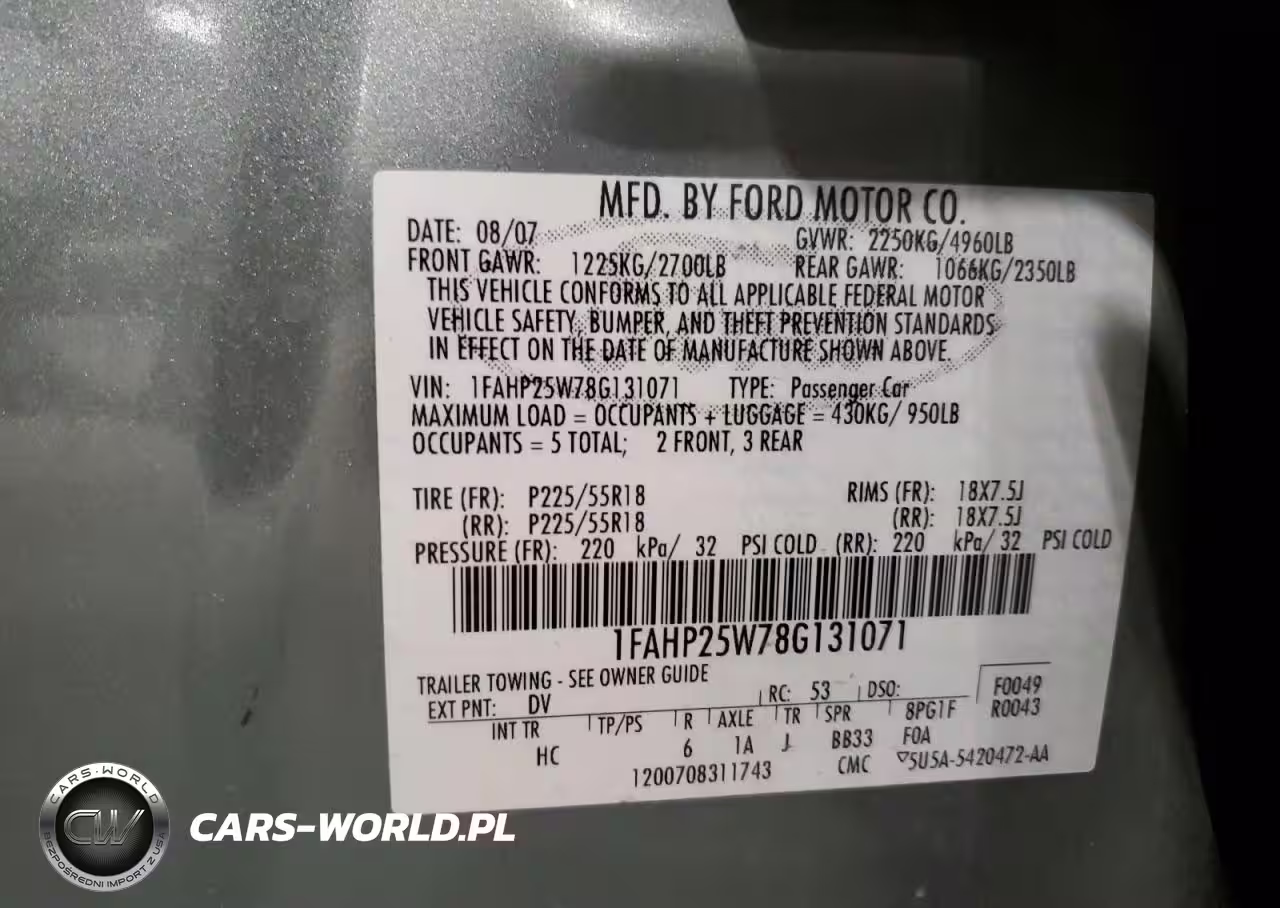 MFD. BY FORD MOTOR CO.
DATE: 08/07 GVWR: 2250KG/4960LB
FRONT GAWR: 1225KG/2700LB REAR GAWR: 1066KG/2350LB
THIS VEHICLE CONFORMS TO ALL APPLICABLE FEDERAL MOTOR
VEHICLE SAFETY, BUMPER, AND THEFT PREVENTION STANDARDS
IN EFFECT ON THE DATE OF MANUFACTURE SHOWN ABOVE.
VIN: 1FAHP25W78G131071 TYPE: Passenger Car
MAXIMUM LOAD = OCCUPANTS + LUGGAGE = 430KG/ 950LB
OCCUPANTS = 5 TOTAL; 2 FRONT, 3 REAR
TIRE (FR): P225/55R18 RIMS (FR): 18X7.5J
(RR): P225/55R18 (RR): 18X7.5J
PRESSURE (FR): 220 kPa/ 32 PSI COLD (RR): 220 kPa/ 32 PSI COLD
1FAHP25W78G131071
TRAILER TOWING - SEE OWNER GUIDE
EXT PNT: DV RC: 53 DSO: F0049
INT TR TP/PS R AXLE TR SPR 8PG1F R0043
HC 6 1A J BB33 FOA
1200708311743 CMC 5U5A-5420472-AA
CARS-WORLD
CW
BEZPOŚREDNI IMPORT Z USA
CARS-WORLD.PL